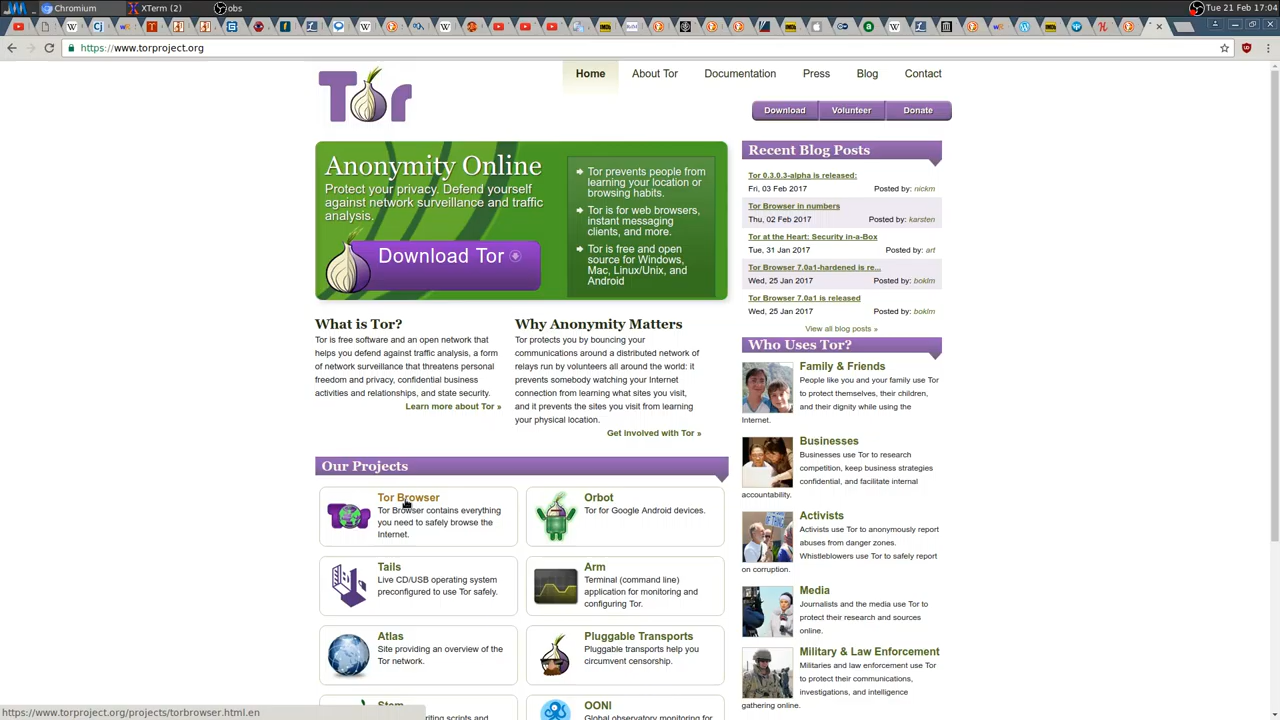 Chromium
XTerm (2)
obs
Tue 21 Feb 17:04
https://www.torproject.org
Tor
Home
About Tor
Documentation
Press
Blog
Contact
Download
Volunteer
Donate
Anonymity Online
Protect your privacy. Defend yourself
against network surveillance and traffic
analysis.
Download Tor
Tor prevents people from
learning your location or
browsing habits.
Tor is for web browsers,
instant messaging
clients, and more.
Tor is free and open
source for Windows,
Mac, Linux/Unix, and
Android
What is Tor?
Tor is free software and an open network that
helps you defend against traffic analysis, a form
of network surveillance that threatens personal
freedom and privacy, confidential business
activities and relationships, and state security.
Learn more about Tor »
Why Anonymity Matters
Tor protects you by bouncing your
communications around a distributed network of
relays run by volunteers all around the world: it
prevents somebody watching your Internet
connection from learning what sites you visit,
and it prevents the sites you visit from learning
your physical location.
Get involved with Tor »
Our Projects
Tor Browser
Tor Browser contains everything
you need to safely browse the
Internet.
Orbot
Tor for Google Android devices.
Tails
Live CD/USB operating system
preconfigured to use Tor safely.
Arm
Terminal (command line)
application for monitoring and
configuring Tor.
Atlas
Site providing an overview of the
Tor network.
Pluggable Transports
Pluggable transports help you
circumvent censorship.
Stem
writing scripts and
OONI
Global observatory monitoring for
Recent Blog Posts
Tor 0.3.0.3-alpha is released:
Fri, 03 Feb 2017 Posted by: nickm
Tor Browser in numbers
Thu, 02 Feb 2017 Posted by: karsten
Tor at the Heart: Security in-a-Box
Tue, 31 Jan 2017 Posted by: art
Tor Browser 7.0a1-hardened is re...
Wed, 25 Jan 2017 Posted by: boklm
Tor Browser 7.0a1 is released
Wed, 25 Jan 2017 Posted by: boklm
View all blog posts »
Who Uses Tor?
Family & Friends
People like you and your family use Tor
to protect themselves, their children,
and their dignity while using the
Internet.
Businesses
Businesses use Tor to research
competition, keep business strategies
confidential, and facilitate internal
accountability.
Activists
Activists use Tor to anonymously report
abuses from danger zones.
Whistleblowers use Tor to safely report
on corruption.
Media
Journalists and the media use Tor to
protect their research and sources
online.
Military & Law Enforcement
Militaries and law enforcement use Tor
to protect their communications,
investigations, and intelligence
gathering online.
https://www.torproject.org/projects/torbrowser.html.en